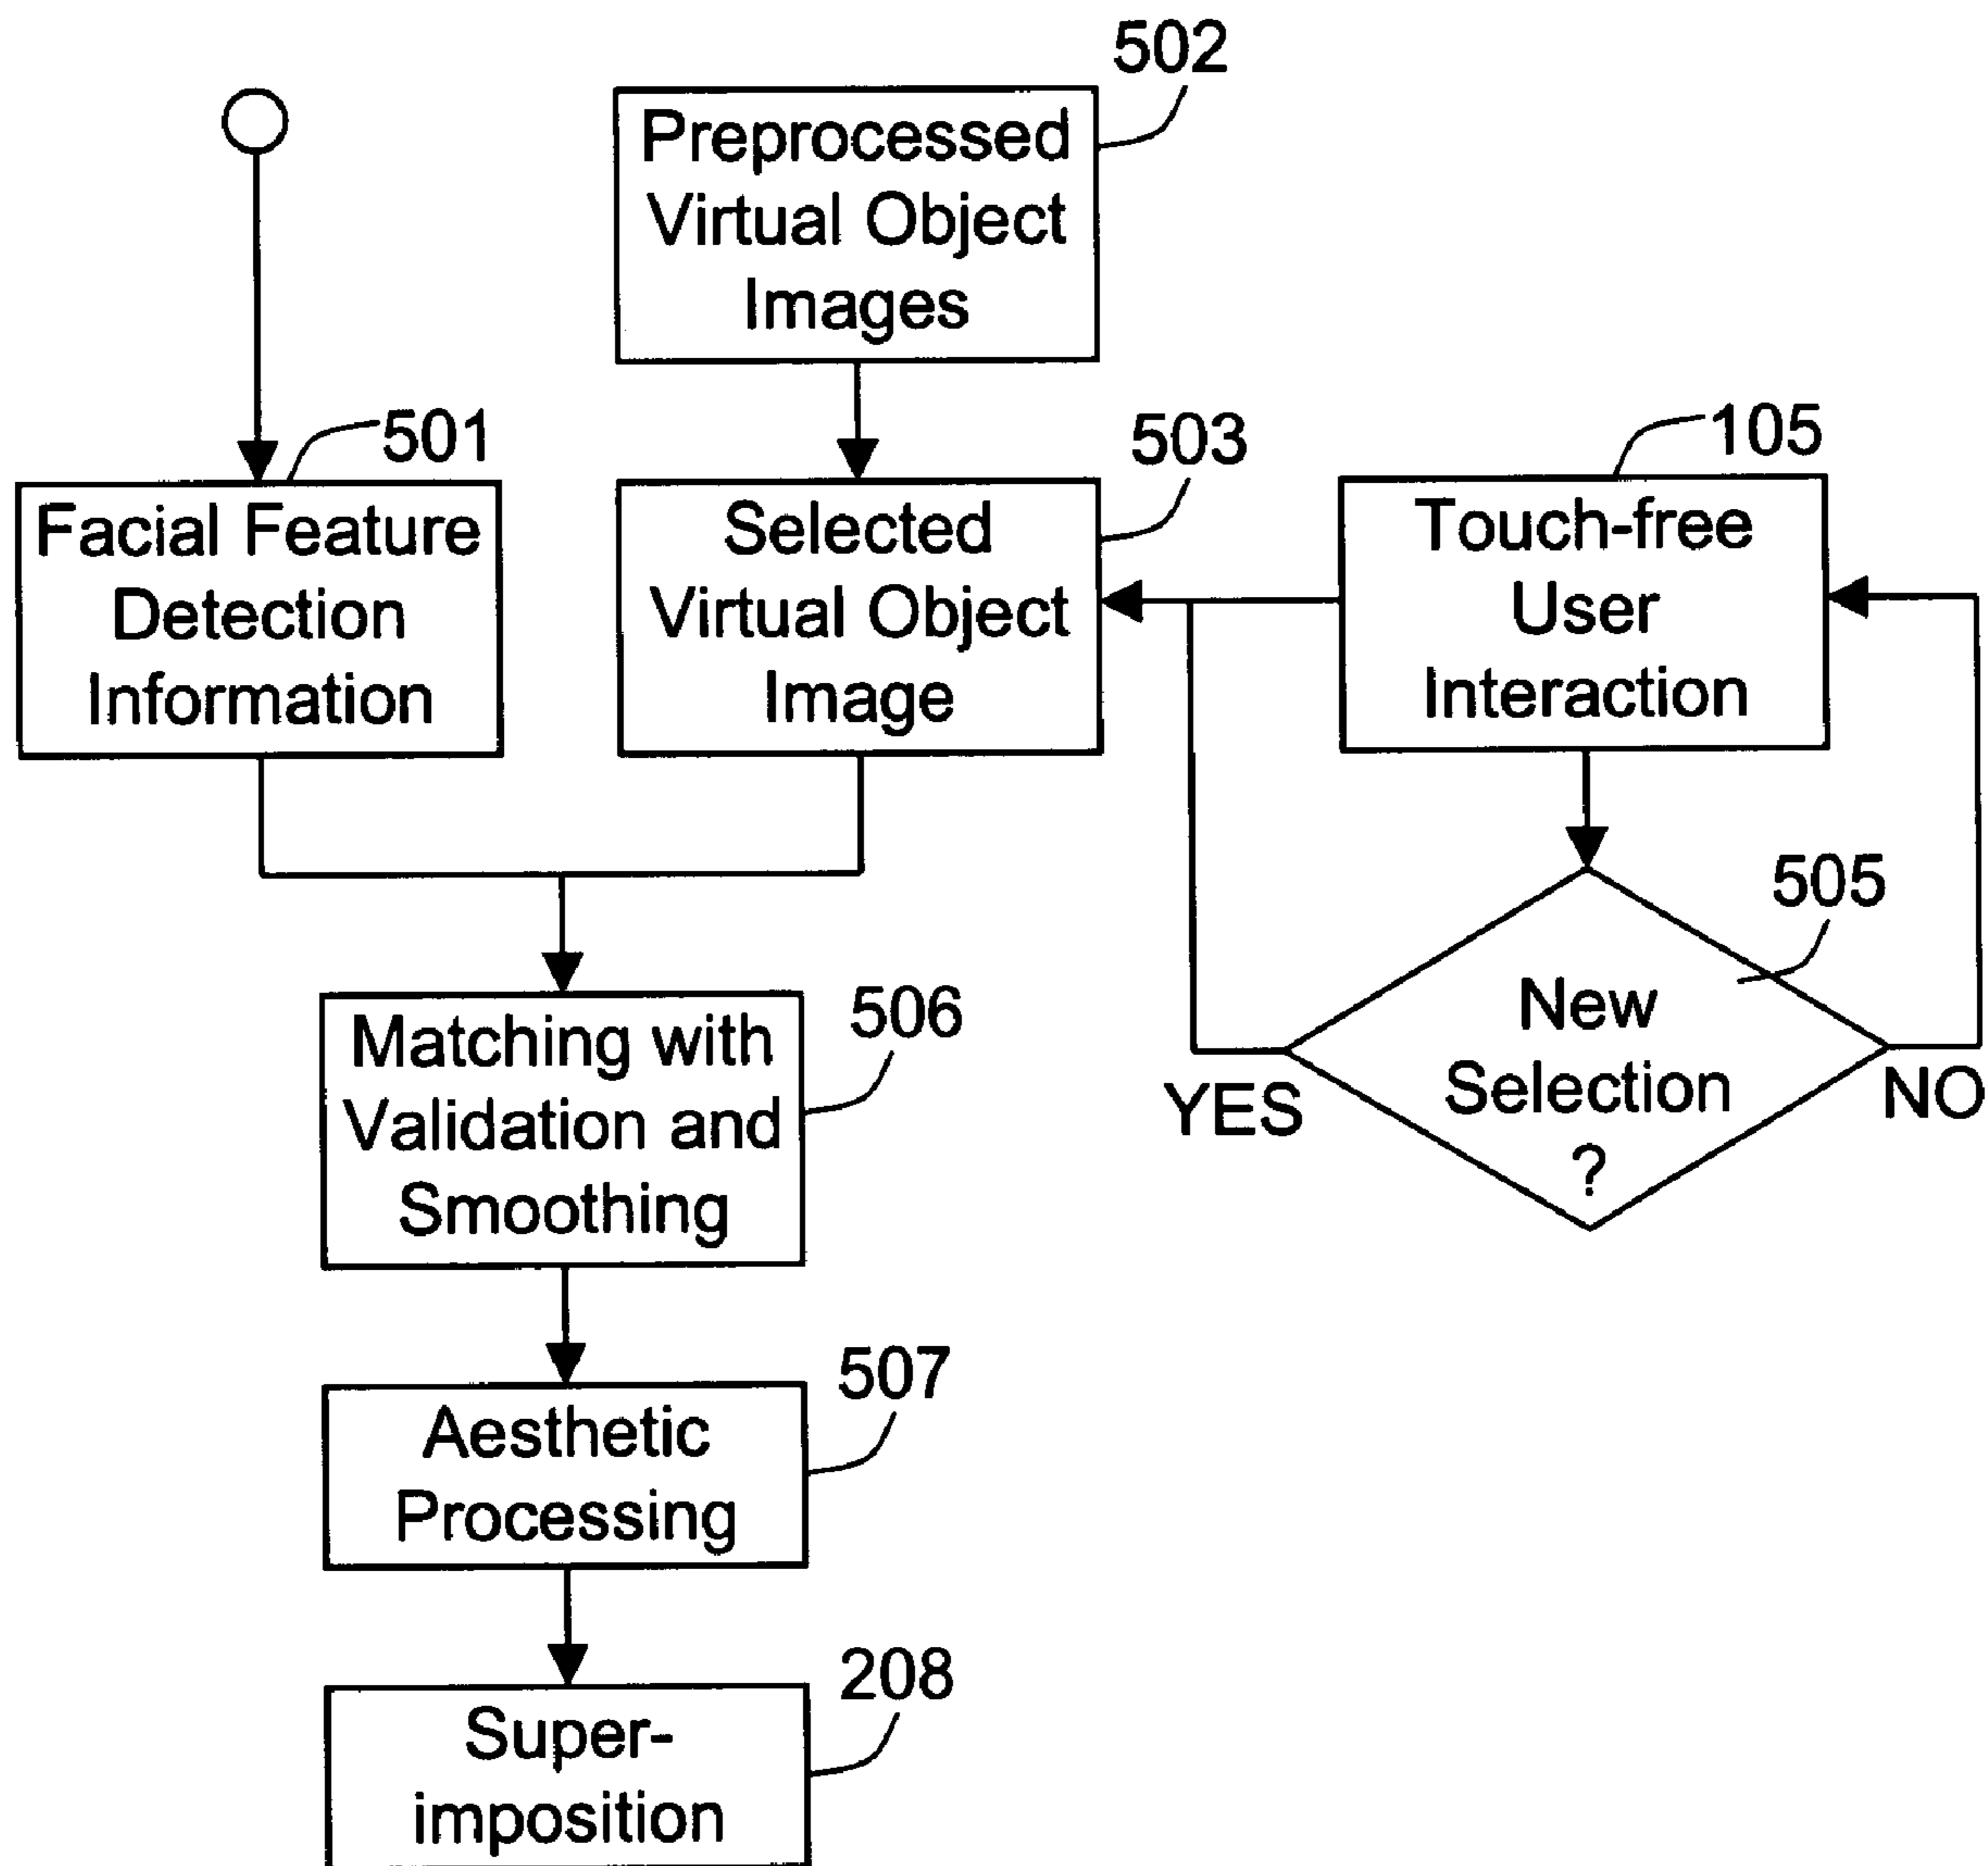 502
Preprocessed
Virtual Object
Images
501
Facial Feature
Detection
Information
503
Selected
Virtual Object
Image
105
Touch-free
User
Interaction
505
New
Selection
?
YES
NO
506
Matching with
Validation and
Smoothing
507
Aesthetic
Processing
208
Super-
imposition